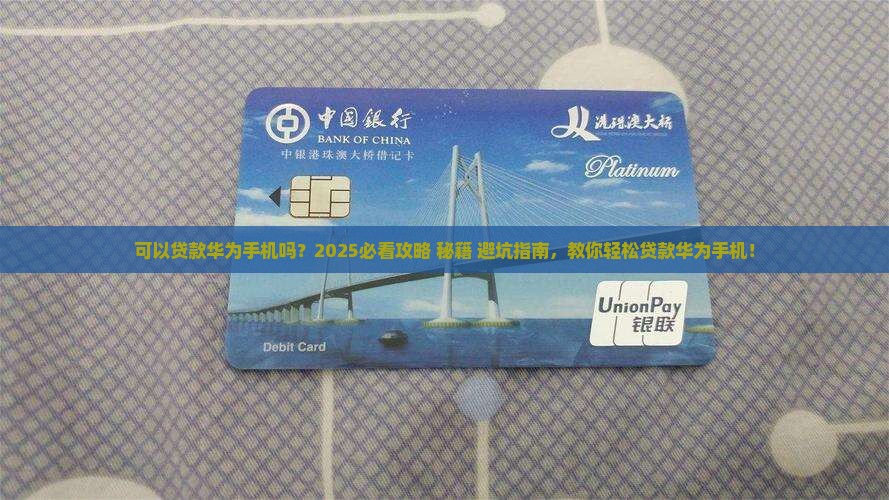 中国银行
BANK OF CHINA
中银港珠澳大桥借记卡
港珠澳大桥
Platinum
可以贷款华为手机吗？2025必看攻略 秘籍 避坑指南，教你轻松贷款华为手机！
UnionPay
银联
Debit Card